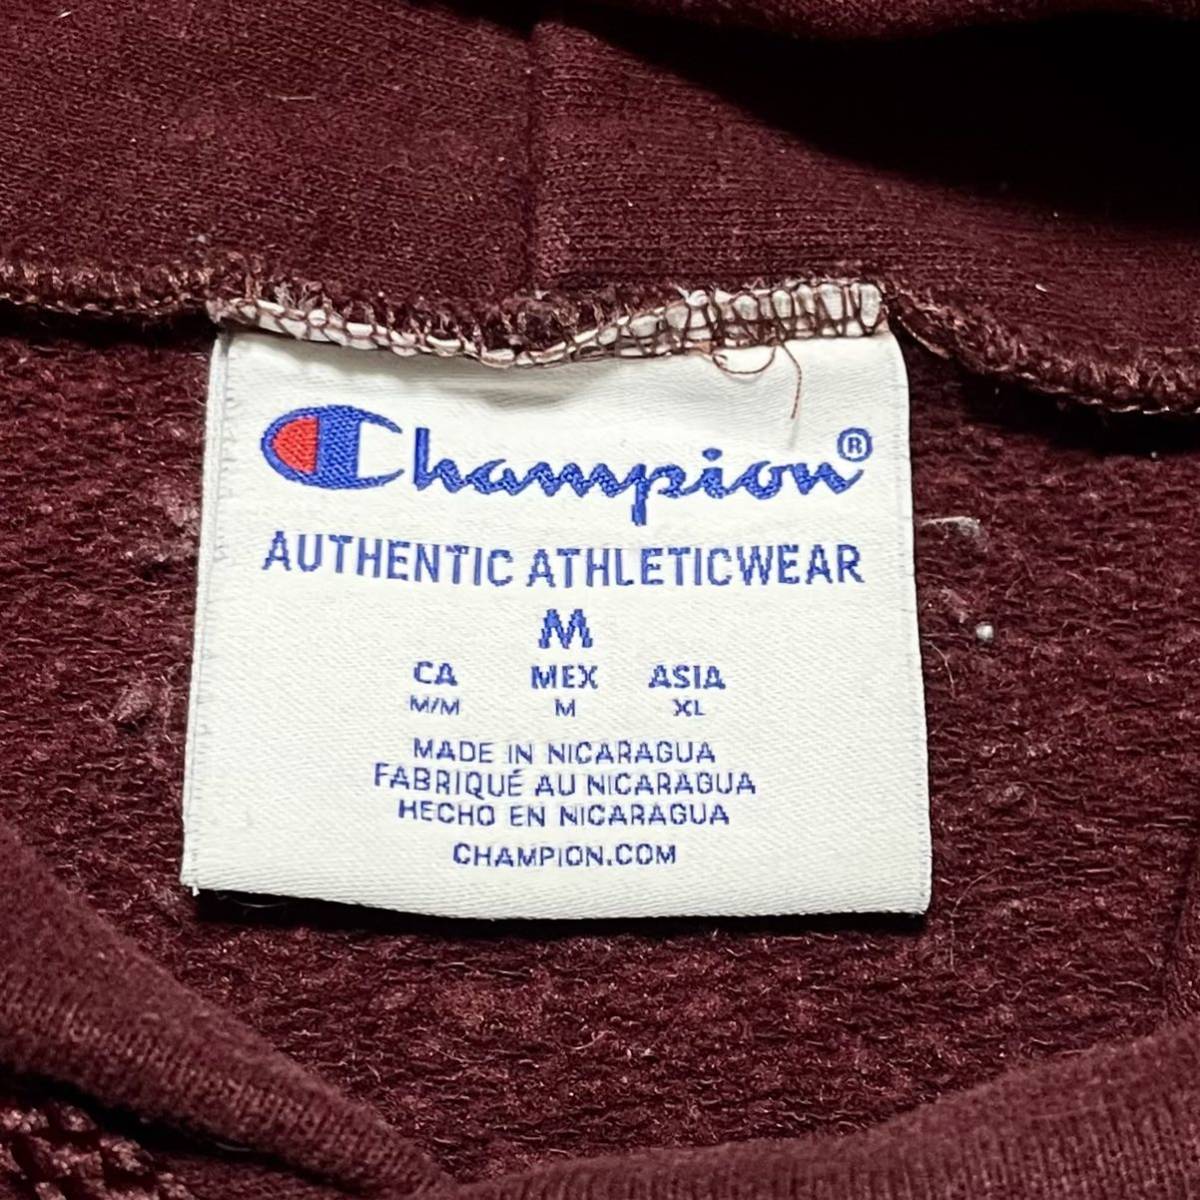 Champion®
AUTHENTIC ATHLETICWEAR
M
CA MEX ASIA
M/M M XL
MADE IN NICARAGUA
FABRIQUÉ AU NICARAGUA
HECHO EN NICARAGUA
CHAMPION.COM